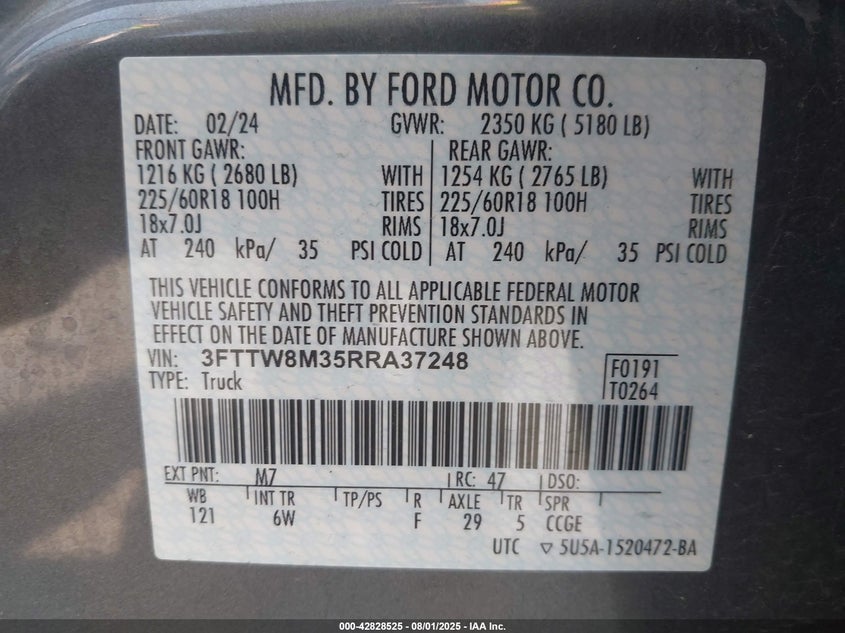 MFD. BY FORD MOTOR CO.
DATE: 02/24 GVWR: 2350 KG ( 5180 LB)
FRONT GAWR: REAR GAWR:
1216 KG ( 2680 LB) WITH 1254 KG ( 2765 LB) WITH
225/60R18 100H TIRES 225/60R18 100H TIRES
18x7.0J RIMS 18x7.0J RIMS
AT 240 kPa/ 35 PSI COLD AT 240 kPa/ 35 PSI COLD
THIS VEHICLE CONFORMS TO ALL APPLICABLE FEDERAL MOTOR
VEHICLE SAFETY AND THEFT PREVENTION STANDARDS IN
EFFECT ON THE DATE OF MANUFACTURE SHOWN ABOVE.
VIN: 3FTTW8M35RRA37248 F0191
TYPE: Truck T0264
EXT PNT: M7 RC: 47 DSO:
WB INT TR TP/PS R AXLE TR SPR
121 6W F 29 5 CCGE
UTC ▽ 5U5A-1520472-BA
000-42828525 - 08/01/2025 - IAA Inc.